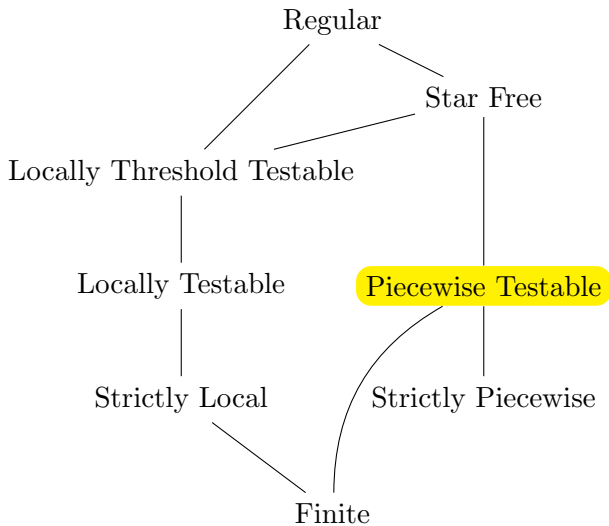 Regular
Star Free
Locally Threshold Testable
Locally Testable
Piecewise Testable
Strictly Local
Strictly Piecewise
Finite